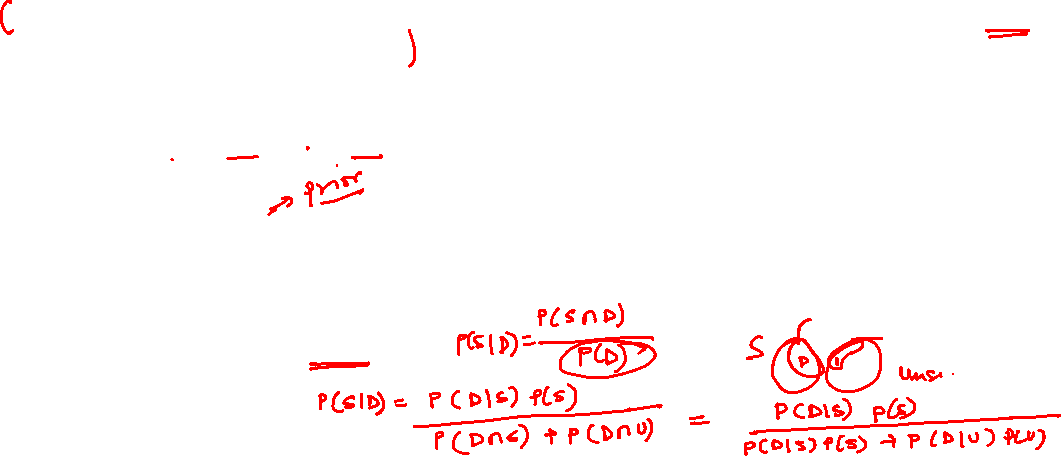 ( )
→ prior
P(S|D) = P(S∩D) / P(D)
S D U unse.
P(S|D) = P(D|S) P(S) / P(D∩S) + P(D∩U) = P(D|S) P(S) / P(D|S) P(S) + P(D|U) P(U)